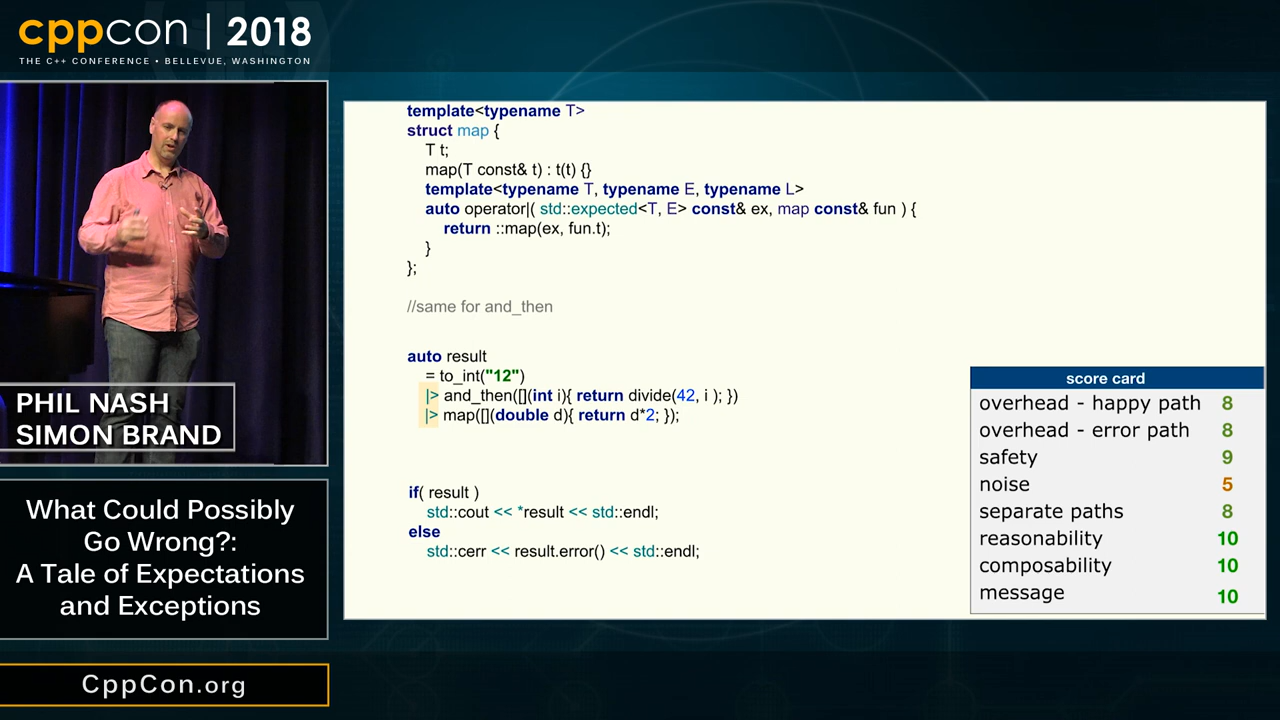 cppcon | 2018
THE C++ CONFERENCE • BELLEVUE, WASHINGTON
PHIL NASH
SIMON BRAND
What Could Possibly
Go Wrong?:
A Tale of Expectations
and Exceptions
CppCon.org
template<typename T>
struct map {
T t;
map(T const& t) : t(t) {}
template<typename T, typename E, typename L>
auto operator|( std::expected<T, E> const& ex, map const& fun ) {
return ::map(ex, fun.t);
}
};
//same for and_then
auto result
= to_int("12")
|> and_then([](int i){ return divide(42, i ); })
|> map([](double d){ return d*2; });
if( result )
std::cout << *result << std::endl;
else
std::cerr << result.error() << std::endl;
score card
overhead - happy path 8
overhead - error path 8
safety 9
noise 5
separate paths 8
reasonability 10
composability 10
message 10